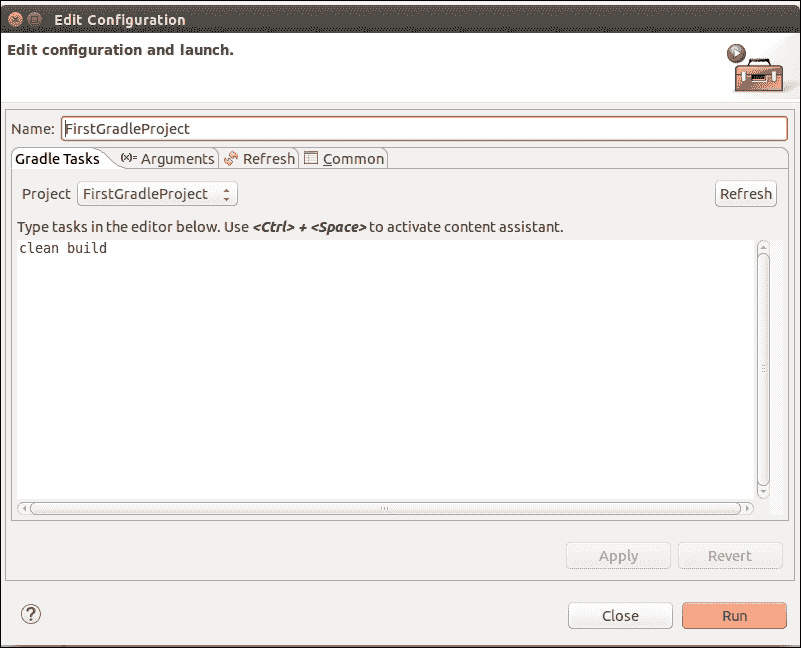 Edit Configuration
Edit configuration and launch.
Name: FirstGradleProject
Gradle Tasks (x)= Arguments Refresh Common
Project FirstGradleProject Refresh
Type tasks in the editor below. Use <Ctrl> + <Space> to activate content assistant.
clean build
Apply Revert
? Close Run